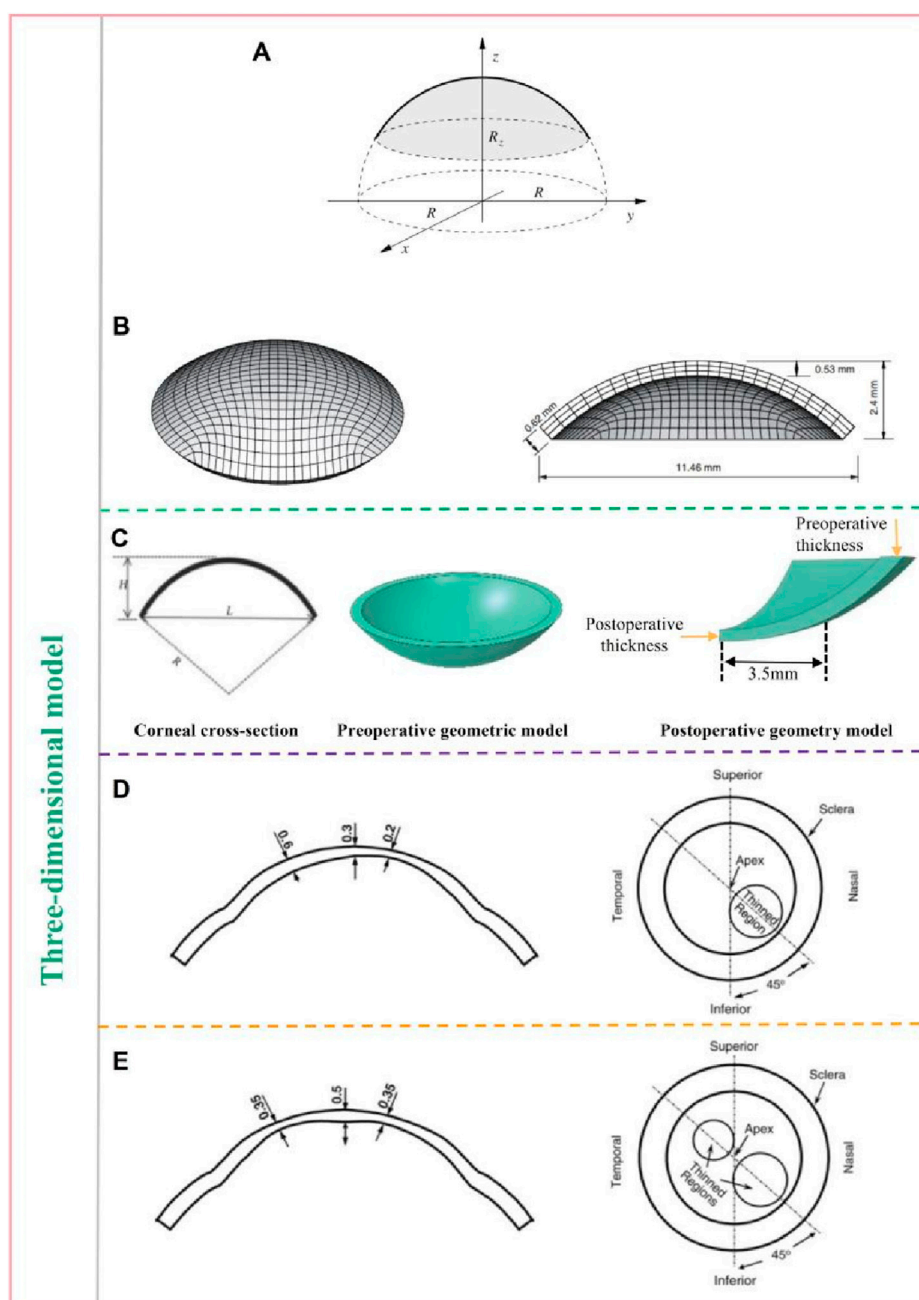 Three-dimensional model
A
z
R_z
R
R
y
x
B
0.53 mm
2.4 mm
0.62 mm
11.46 mm
C
H
L
R
Preoperative
thickness
Postoperative
thickness
3.5mm
Corneal cross-section
Preoperative geometric model
Postoperative geometry model
D
0.6
0.3
0.2
Superior
Sclera
Apex
Temporal
Thinned
Region
Nasal
45°
Inferior
E
0.35
0.5
0.35
Superior
Sclera
Apex
Temporal
Thinned
Regions
Nasal
45°
Inferior